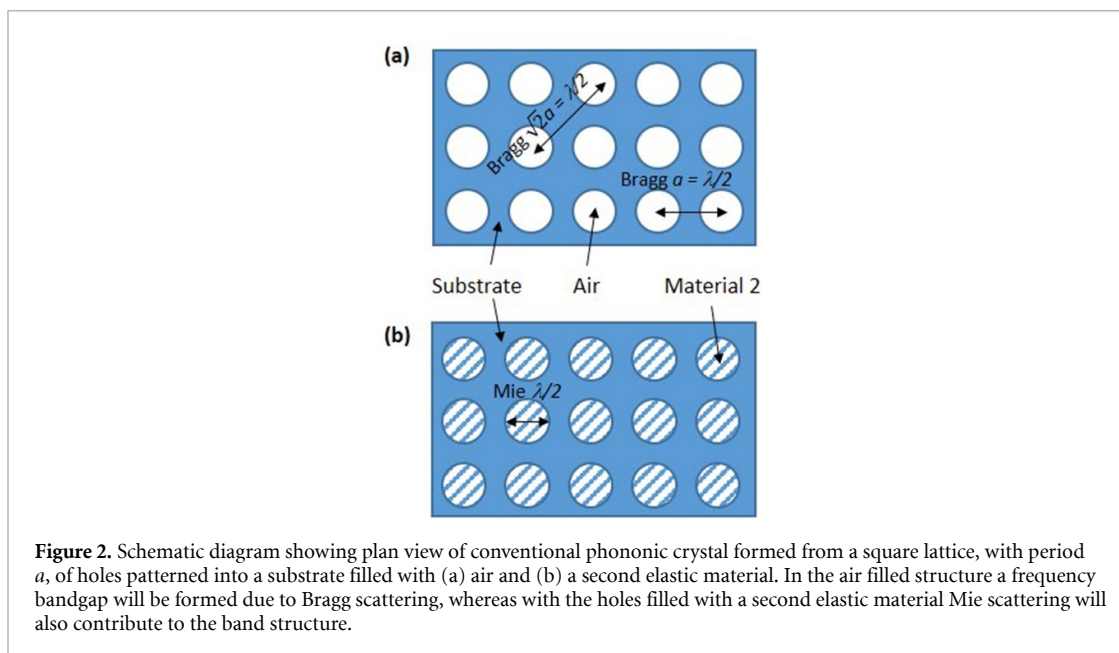 (a)
Bragg √2a = λ/2
Bragg a = λ/2
Substrate Air Material 2
(b)
Mie λ/2
Figure 2. Schematic diagram showing plan view of conventional phononic crystal formed from a square lattice, with period
a, of holes patterned into a substrate filled with (a) air and (b) a second elastic material. In the air filled structure a frequency
bandgap will be formed due to Bragg scattering, whereas with the holes filled with a second elastic material Mie scattering will
also contribute to the band structure.